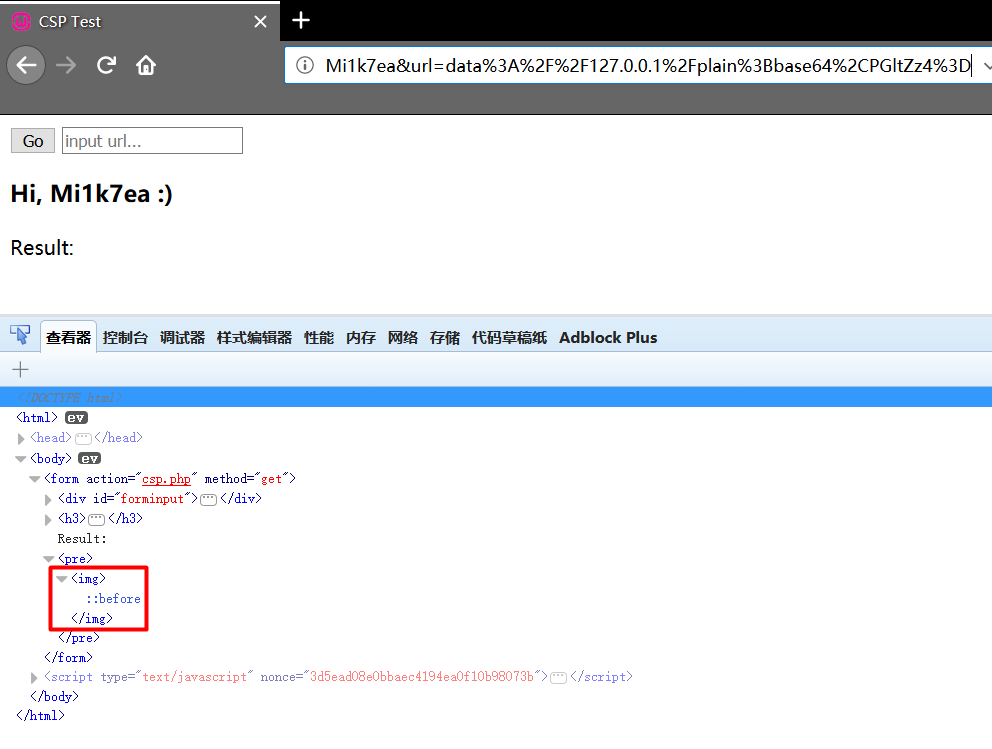 CSP Test
Mi1k7ea&url=data%3A%2F%2F127.0.0.1%2Fplain%3Bbase64%2CPGltZz4%3D
Go input url...
Hi, Mi1k7ea :)
Result:
查看器 控制台 调试器 样式编辑器 性能 内存 网络 存储 代码草稿纸 Adblock Plus
<!DOCTYPE html>
<html> ev
<head></head>
<body> ev
<form action="csp.php" method="get">
<div id="forminput"></div>
<h3></h3>
Result:
<pre>
<img>
::before
</img>
</pre>
</form>
<script type="text/javascript" nonce="3d5ead08e0bbaec4194ea0f10b98073b"></script>
</body>
</html>